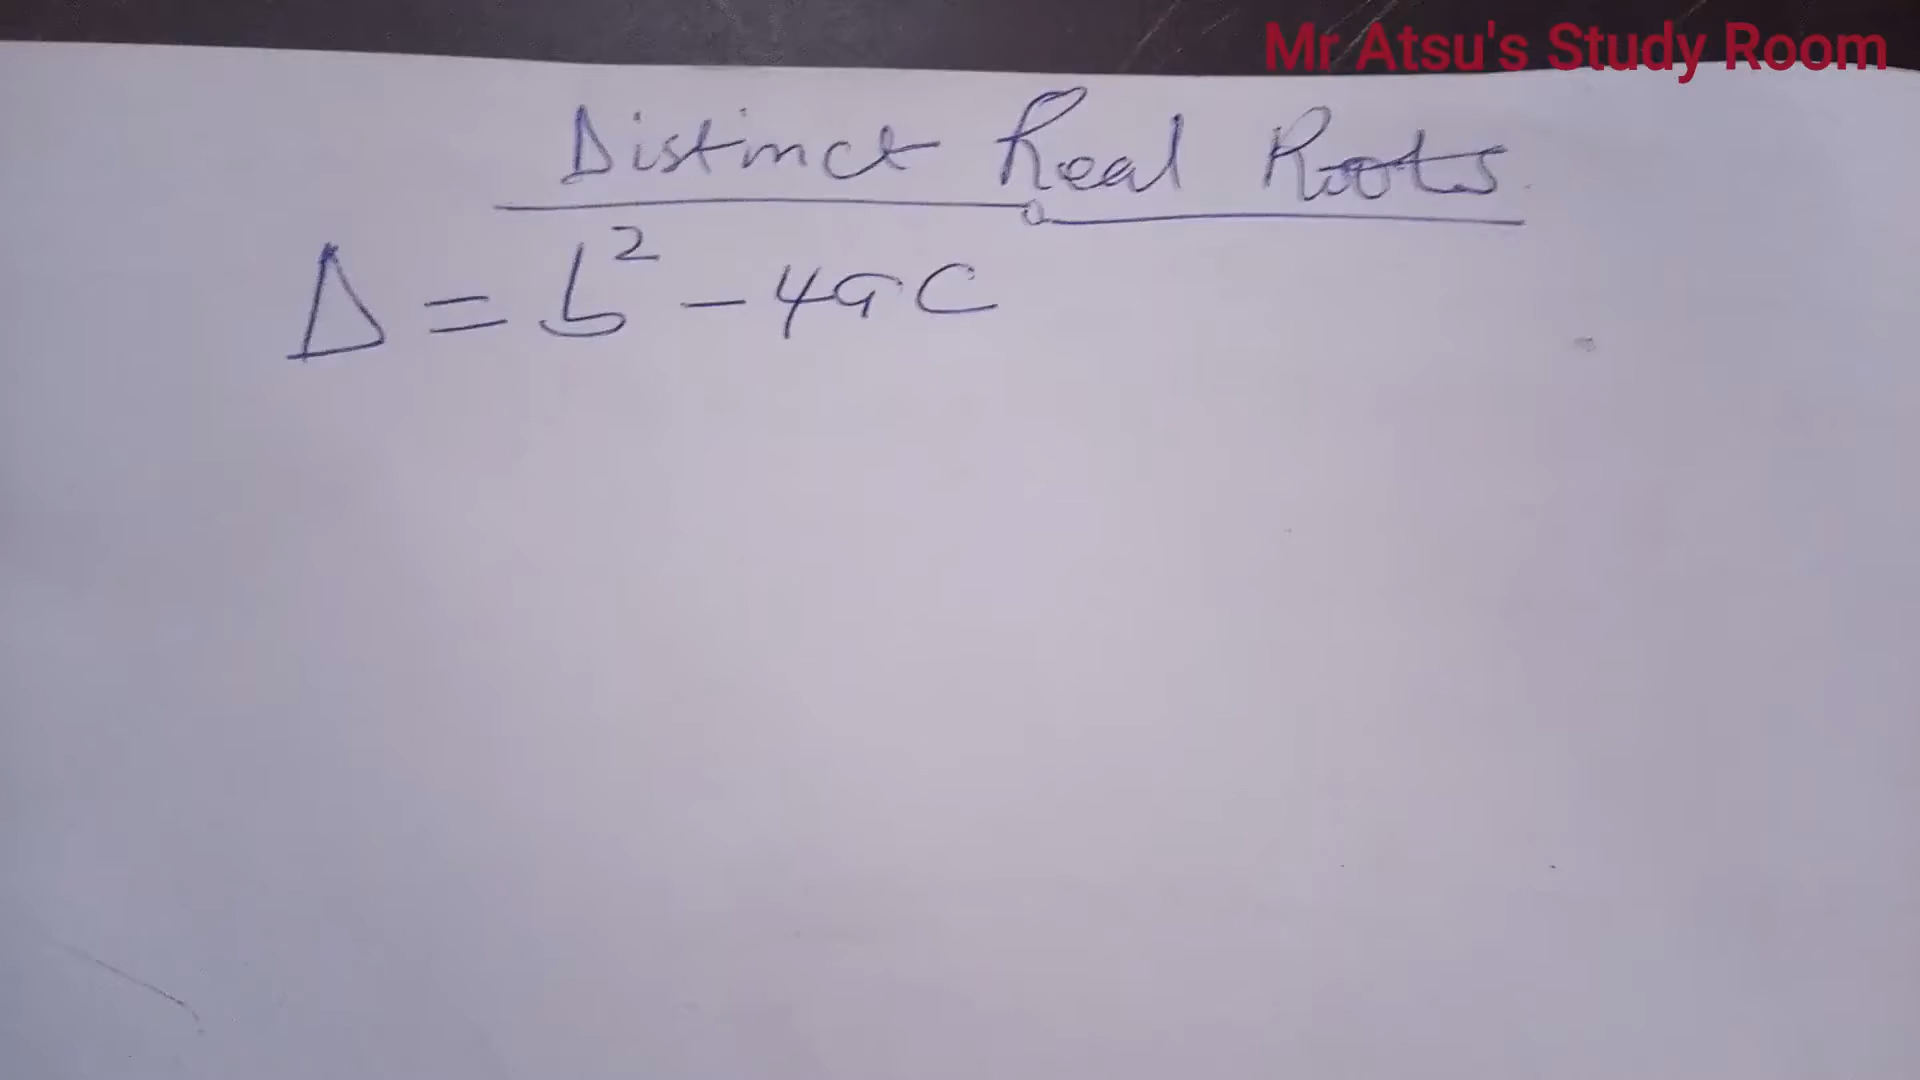 Mr Atsu's Study Room
Distinct Real Roots.
Δ = b² - 4ac